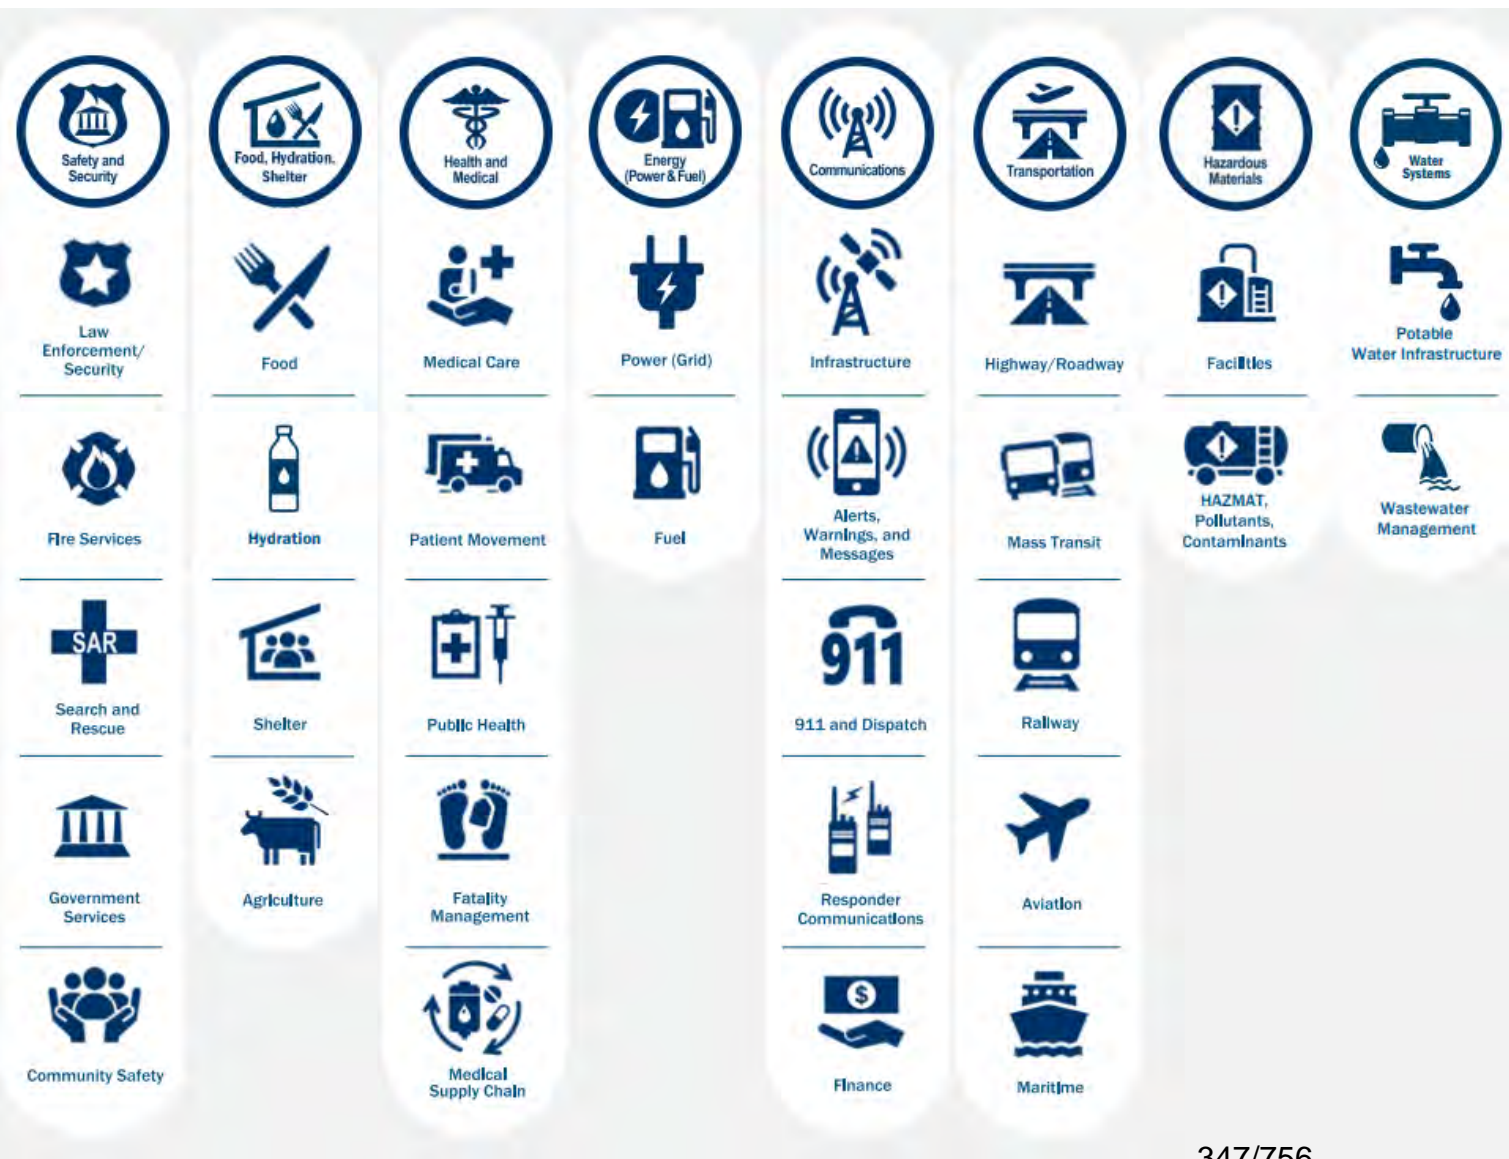 Safety and
Security
Food, Hydration,
Shelter
Health and
Medical
Energy
(Power & Fuel)
Communications
Transportation
Hazardous
Materials
Water
Systems
Law
Enforcement/
Security
Food
Medical Care
Power (Grid)
Infrastructure
Highway/Roadway
Facilities
Potable
Water Infrastructure
Fire Services
Hydration
Patient Movement
Fuel
Alerts,
Warnings, and
Messages
Mass Transit
HAZMAT,
Pollutants,
Contaminants
Wastewater
Management
SAR
Search and
Rescue
Shelter
Public Health
911
911 and Dispatch
Railway
Government
Services
Agriculture
Fatality
Management
Responder
Communications
Aviation
Community Safety
Medical
Supply Chain
$
Finance
Maritime
347/756